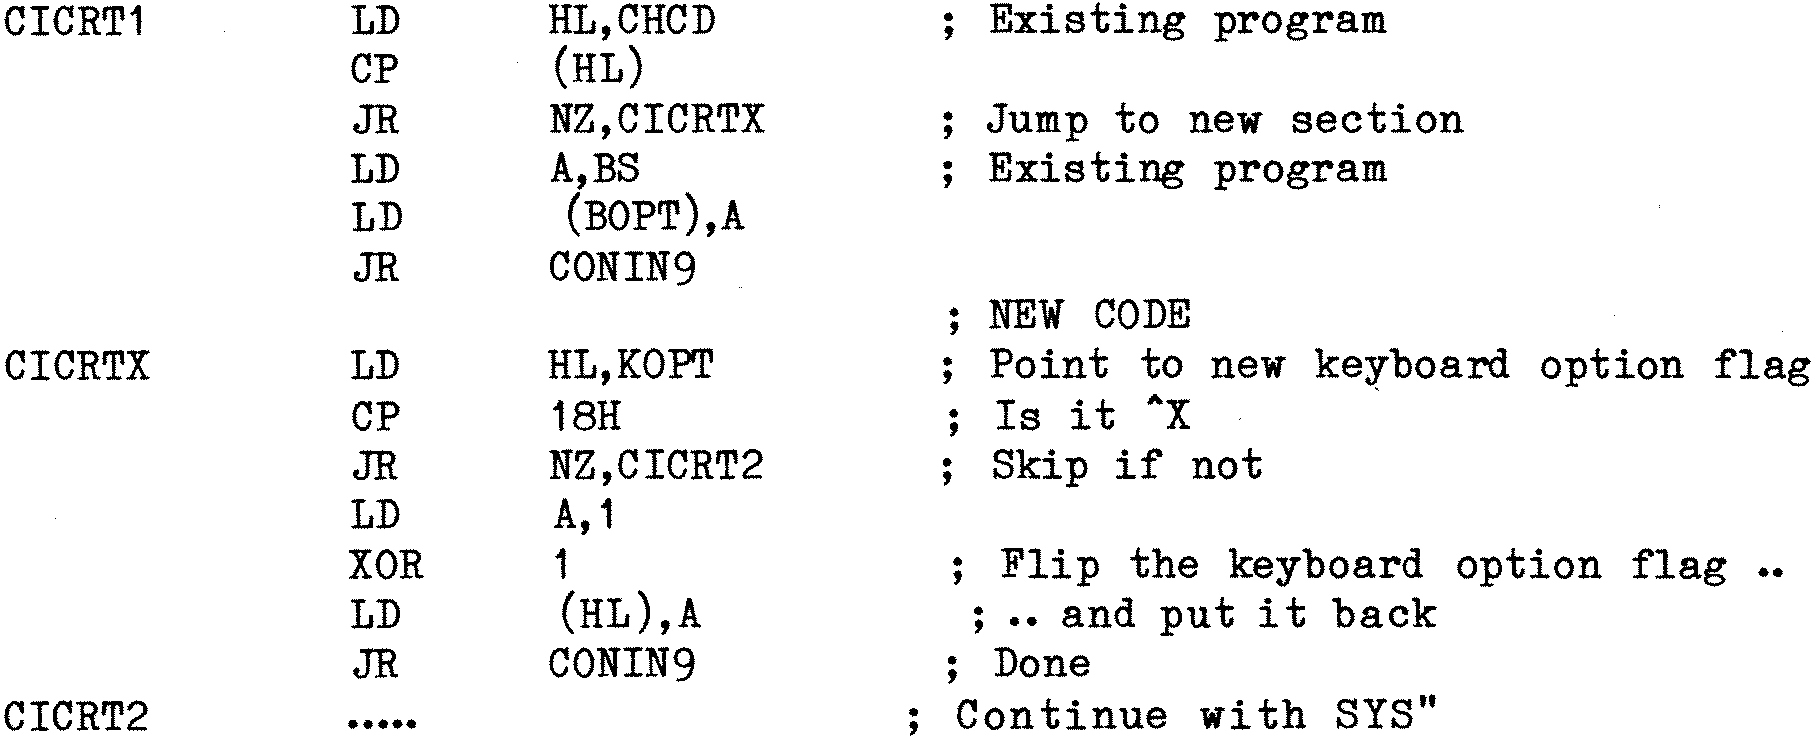 CICRT1 LD HL,CHCD ; Existing program
CP (HL)
JR NZ,CICRTX ; Jump to new section
LD A,BS ; Existing program
LD (BOPT),A
JR CONIN9
; NEW CODE
CICRTX LD HL,KOPT ; Point to new keyboard option flag
CP 18H ; Is it ^X
JR NZ,CICRT2 ; Skip if not
LD A,1
XOR 1 ; Flip the keyboard option flag ..
LD (HL),A ; .. and put it back
JR CONIN9 ; Done
CICRT2 ..... ; Continue with SYS"